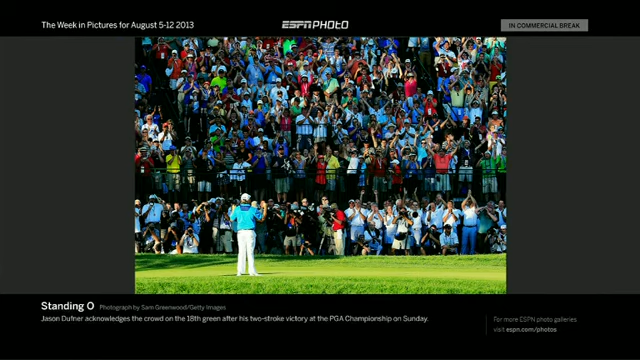 The Week in Pictures for August 5-12 2013
ESPN PHOTO
IN COMMERCIAL BREAK
Standing O
Photograph by Sam Greenwood/Getty Images
Jason Dufner acknowledges the crowd on the 18th green after his two-stroke victory at the PGA Championship on Sunday.
For more ESPN photo galleries
visit espn.com/photos